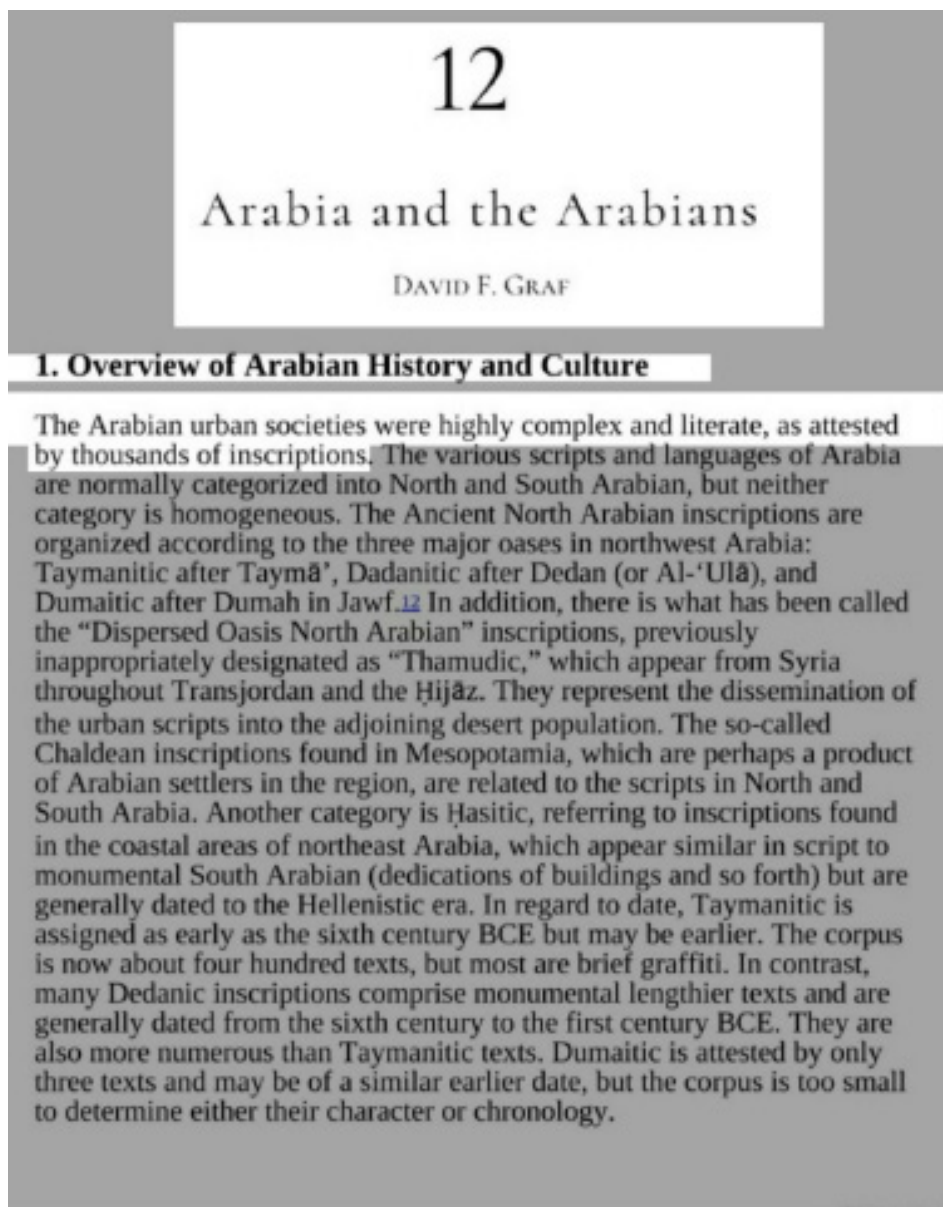 12
Arabia and the Arabians
David F. Graf
1. Overview of Arabian History and Culture
The Arabian urban societies were highly complex and literate, as attested
by thousands of inscriptions. The various scripts and languages of Arabia
are normally categorized into North and South Arabian, but neither
category is homogeneous. The Ancient North Arabian inscriptions are
organized according to the three major oases in northwest Arabia:
Taymanitic after Taymāʾ, Dadanitic after Dedan (or Al-ʿUlā), and
Dumaitic after Dumah in Jawf.12 In addition, there is what has been called
the “Dispersed Oasis North Arabian” inscriptions, previously
inappropriately designated as “Thamudic,” which appear from Syria
throughout Transjordan and the Ḥijāz. They represent the dissemination of
the urban scripts into the adjoining desert population. The so-called
Chaldean inscriptions found in Mesopotamia, which are perhaps a product
of Arabian settlers in the region, are related to the scripts in North and
South Arabia. Another category is Ḥasitic, referring to inscriptions found
in the coastal areas of northeast Arabia, which appear similar in script to
monumental South Arabian (dedications of buildings and so forth) but are
generally dated to the Hellenistic era. In regard to date, Taymanitic is
assigned as early as the sixth century BCE but may be earlier. The corpus
is now about four hundred texts, but most are brief graffiti. In contrast,
many Dedanic inscriptions comprise monumental lengthier texts and are
generally dated from the sixth century to the first century BCE. They are
also more numerous than Taymanitic texts. Dumaitic is attested by only
three texts and may be of a similar earlier date, but the corpus is too small
to determine either their character or chronology.